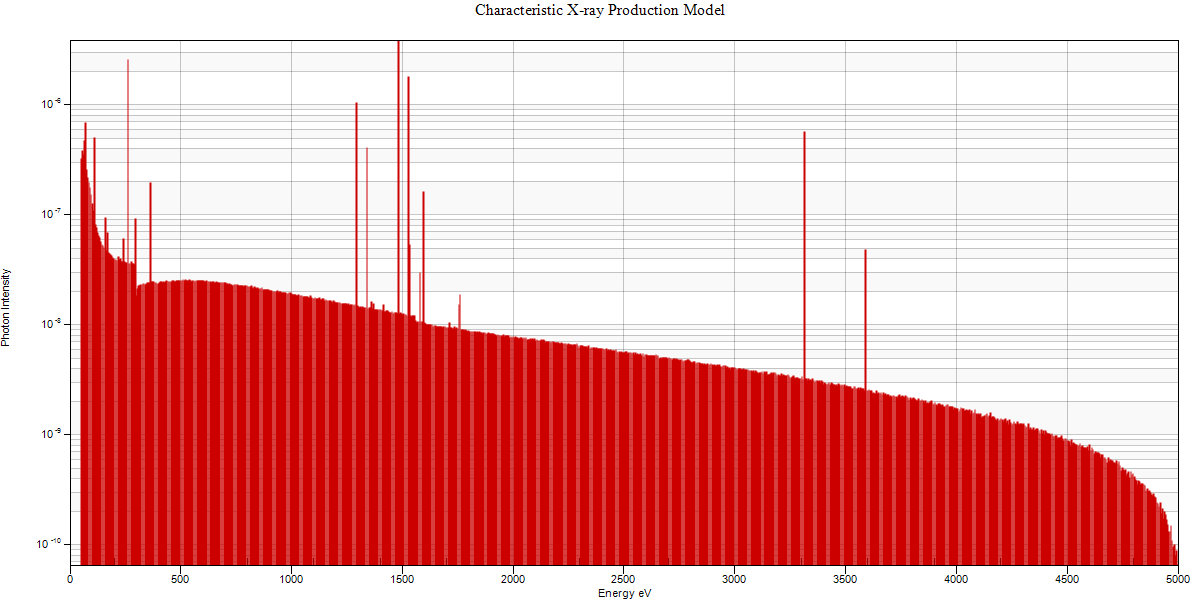 Characteristic X-ray Production Model
Photon Intensity
10⁻⁶
10⁻⁷
10⁻⁸
10⁻⁹
10⁻¹⁰
0 500 1000 1500 2000 2500 3000 3500 4000 4500 5000
Energy eV